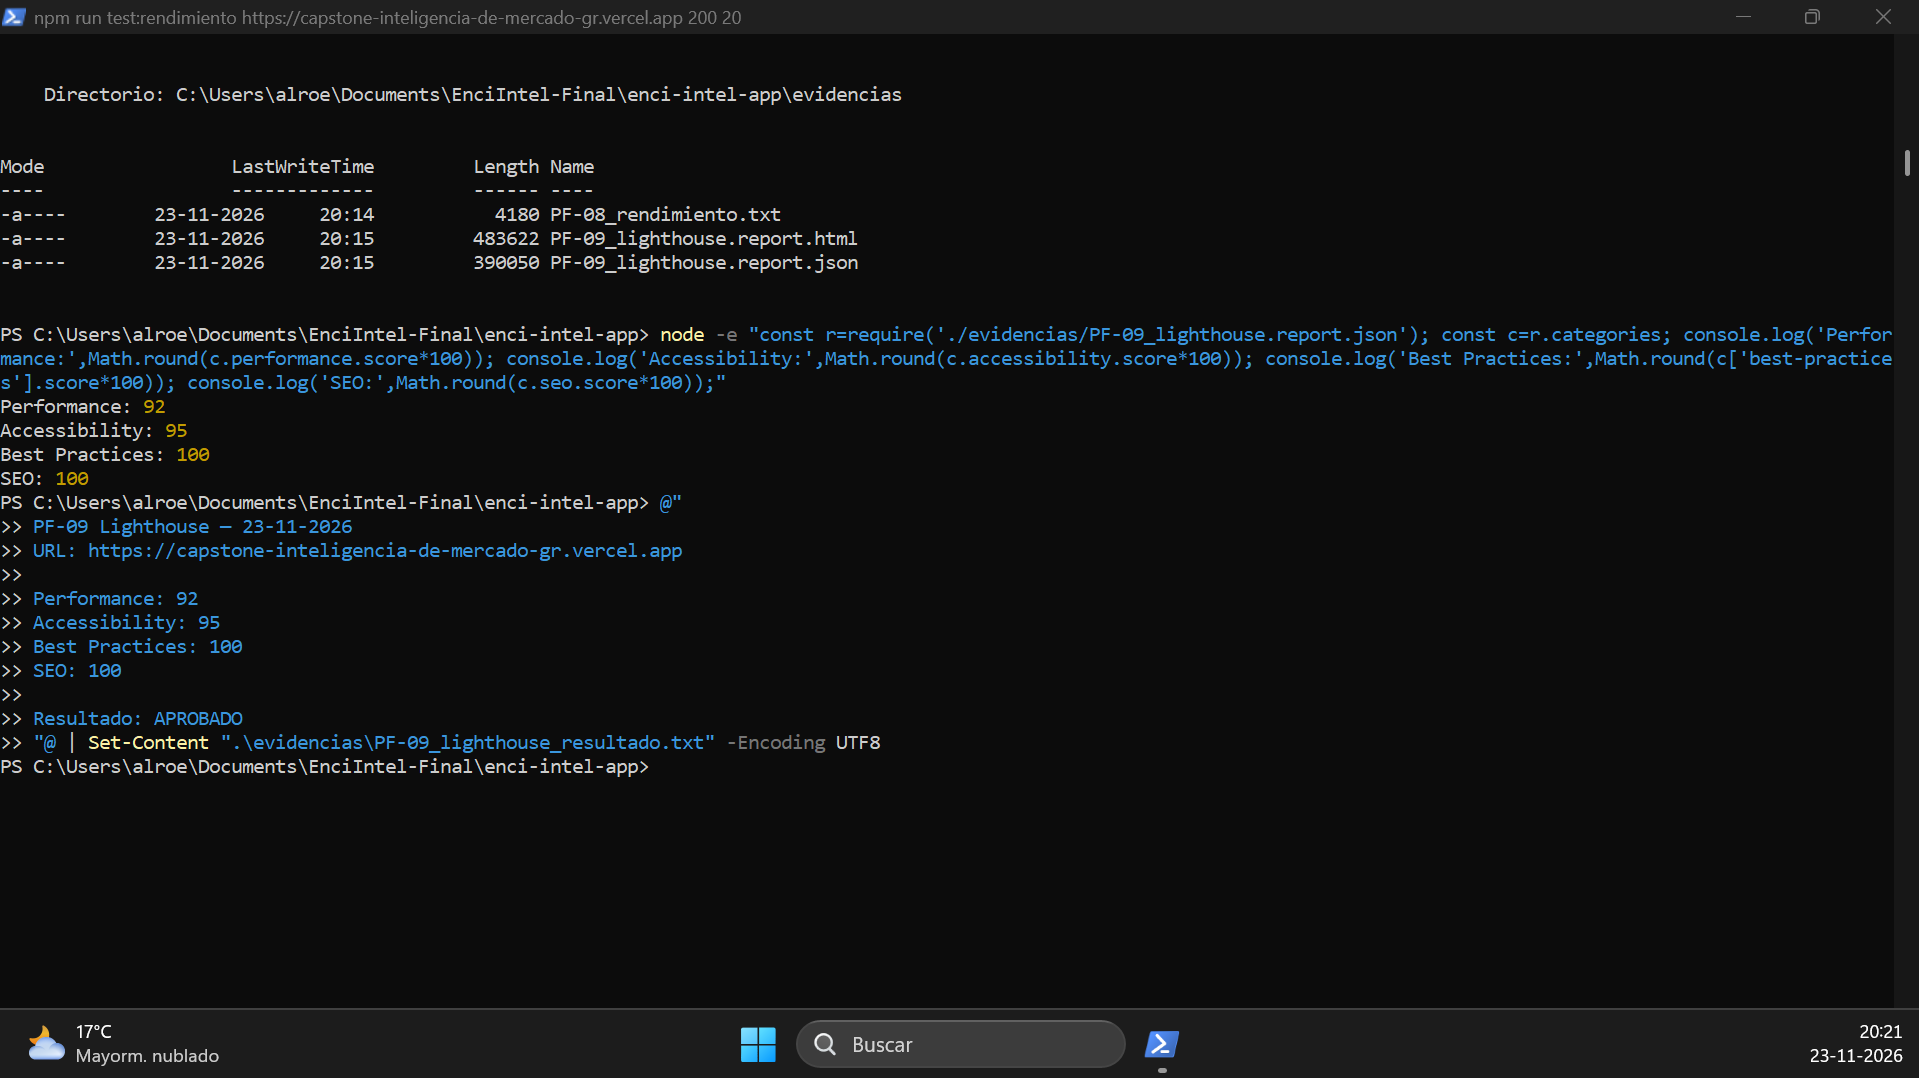 npm run test:rendimiento https://capstone-inteligencia-de-mercado-gr.vercel.app 200 20
Directorio: C:\Users\alroe\Documents\EnciIntel-Final\enci-intel-app\evidencias
Mode                     LastWriteTime         Length Name
----                     -------------         ------ ----
-a----        23-11-2026     20:14           4180 PF-08_rendimiento.txt
-a----        23-11-2026     20:15         483622 PF-09_lighthouse.report.html
-a----        23-11-2026     20:15         390050 PF-09_lighthouse.report.json
PS C:\Users\alroe\Documents\EnciIntel-Final\enci-intel-app> node -e "const r=require('./evidencias/PF-09_lighthouse.report.json'); const c=r.categories; console.log('Perfor
mance:',Math.round(c.performance.score*100)); console.log('Accessibility:',Math.round(c.accessibility.score*100)); console.log('Best Practices:',Math.round(c['best-practice
s'].score*100)); console.log('SEO:',Math.round(c.seo.score*100));"
Performance: 92
Accessibility: 95
Best Practices: 100
SEO: 100
PS C:\Users\alroe\Documents\EnciIntel-Final\enci-intel-app> @"
>> PF-09 Lighthouse — 23-11-2026
>> URL: https://capstone-inteligencia-de-mercado-gr.vercel.app
>>
>> Performance: 92
>> Accessibility: 95
>> Best Practices: 100
>> SEO: 100
>>
>> Resultado: APROBADO
>> "@ | Set-Content ".\evidencias\PF-09_lighthouse_resultado.txt" -Encoding UTF8
PS C:\Users\alroe\Documents\EnciIntel-Final\enci-intel-app>
17°C
Mayorm. nublado
Buscar
20:21
23-11-2026